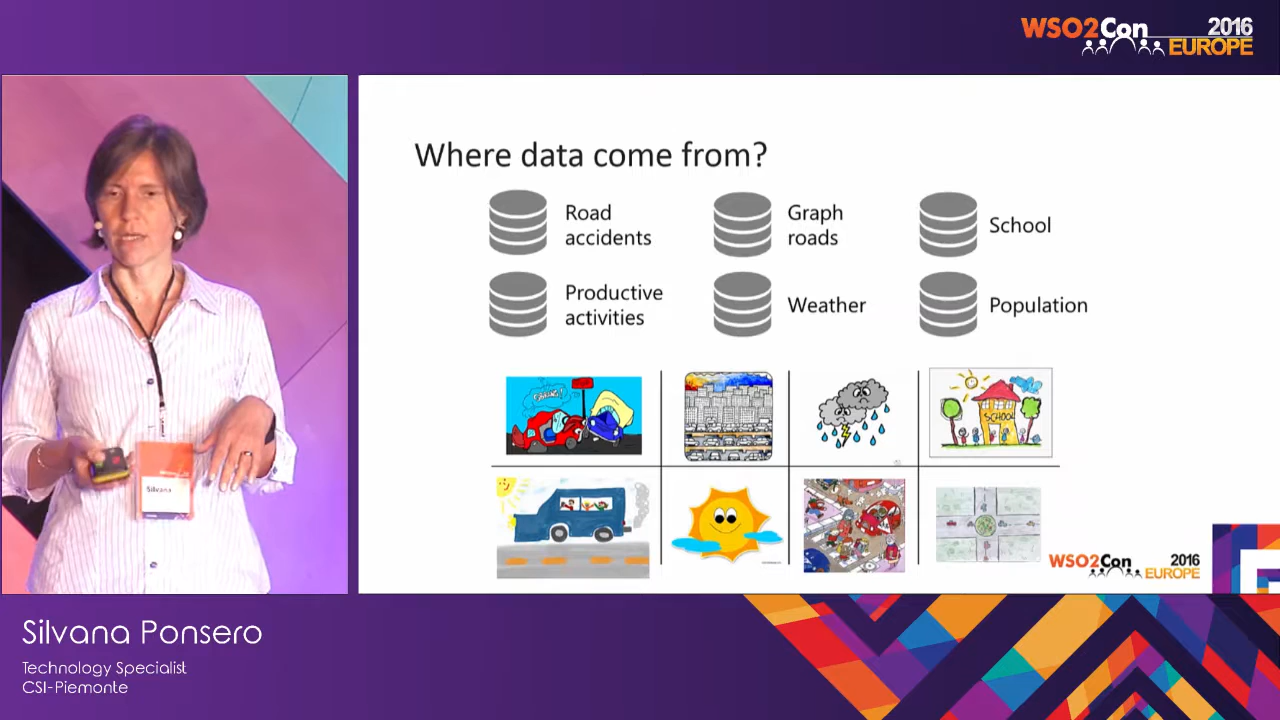 WSO2Con 2016
EUROPE
Where data come from?
Road
accidents
Graph
roads
School
Productive
activities
Weather
Population
SCHOOL
Silvana
WSO2Con 2016
EUROPE
Silvana Ponsero
Technology Specialist
CSI-Piemonte